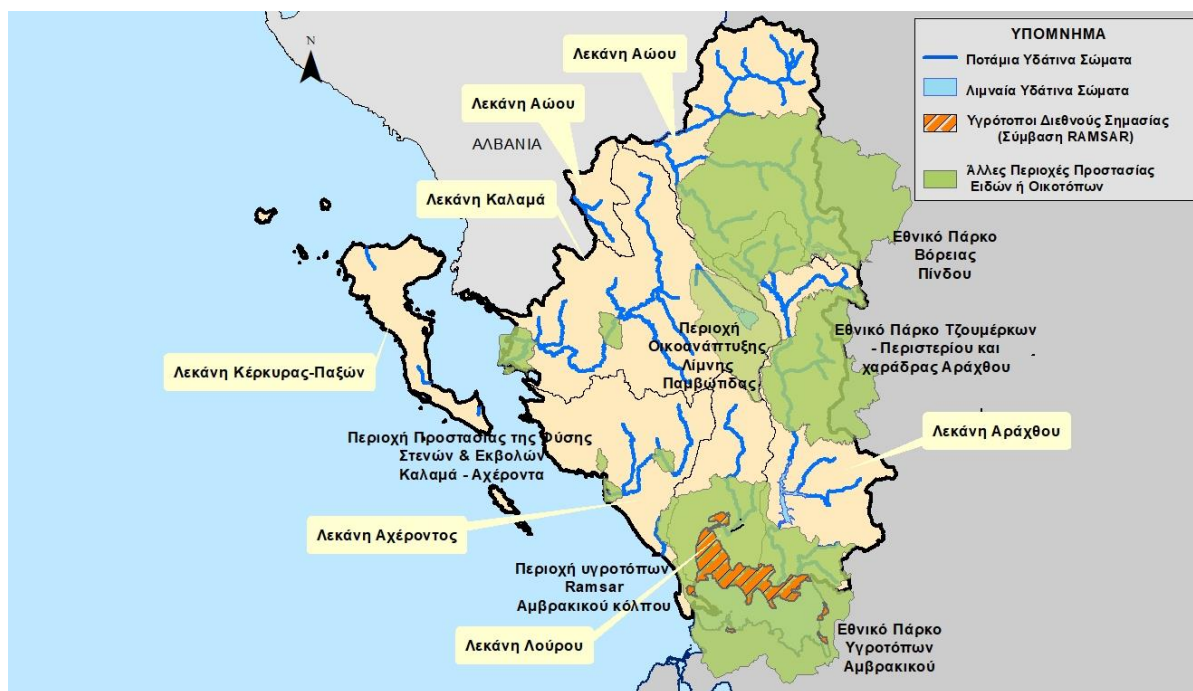 N
Λεκάνη Αώου
Λεκάνη Αώου
ΑΛΒΑΝΙΑ
Λεκάνη Καλαμά
ΥΠΟΜΝΗΜΑ
Ποτάμια Υδάτινα Σώματα
Λιμναία Υδάτινα Σώματα
Υγρότοποι Διεθνούς Σημασίας
(Σύμβαση RAMSAR)
Άλλες Περιοχές Προστασίας
Ειδών ή Οικοτόπων
Εθνικό Πάρκο
Βόρειας
Πίνδου
Εθνικό Πάρκο Τζουμέρκων
- Περιστερίου και
χαράδρας Αράχθου
Περιοχή
Οικοανάπτυξης
Λίμνης
Παμβώπδας
Λεκάνη Κέρκυρας-Παξών
Λεκάνη Αράχθου
Περιοχή Προστασίας της Φύσης
Στενών & Εκβολών
Καλαμά - Αχέροντα
Λεκάνη Αχέροντος
Περιοχή υγροτόπων
Ramsar
Αμβρακικού κόλπου
Λεκάνη Λούρου
Εθνικό Πάρκο
Υγροτόπων
Αμβρακικού